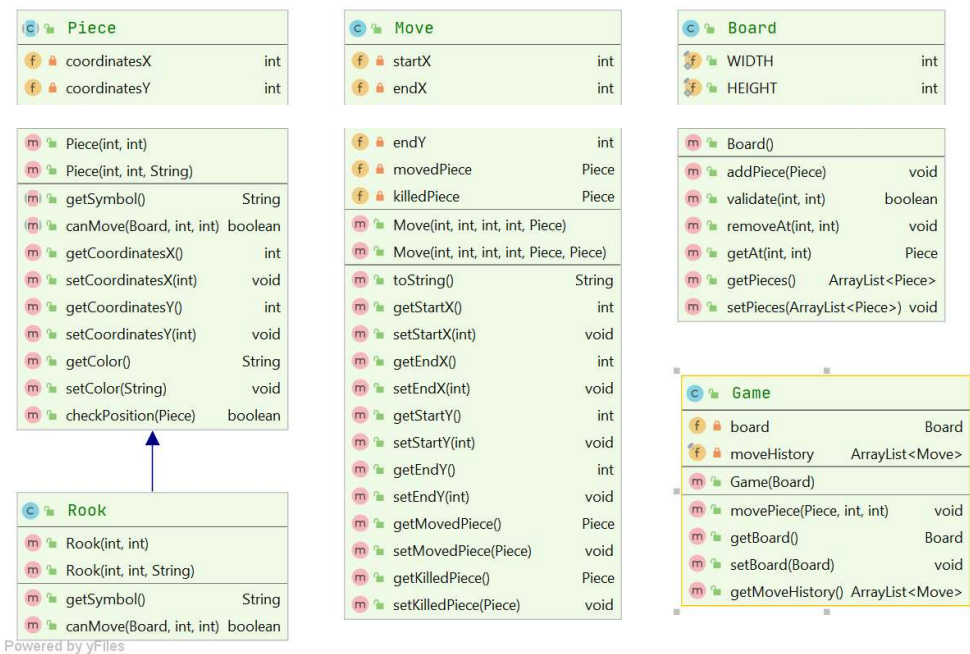 Piece
coordinatesX int
coordinatesY int
Piece(int, int)
Piece(int, int, String)
getSymbol() String
canMove(Board, int, int) boolean
getCoordinatesX() int
setCoordinatesX(int) void
getCoordinatesY() int
setCoordinatesY(int) void
getColor() String
setColor(String) void
checkPosition(Piece) boolean
Rook
Rook(int, int)
Rook(int, int, String)
getSymbol() String
canMove(Board, int, int) boolean
Powered by yFiles
Move
startX int
endX int
endY int
movedPiece Piece
killedPiece Piece
Move(int, int, int, int, Piece)
Move(int, int, int, int, Piece, Piece)
toString() String
getStartX() int
setStartX(int) void
getEndX() int
setEndX(int) void
getStartY() int
setStartY(int) void
getEndY() int
setEndY(int) void
getMovedPiece() Piece
setMovedPiece(Piece) void
getKilledPiece() Piece
setKilledPiece(Piece) void
Board
WIDTH int
HEIGHT int
Board()
addPiece(Piece) void
validate(int, int) boolean
removeAt(int, int) void
getAt(int, int) Piece
getPieces() ArrayList<Piece>
setPieces(ArrayList<Piece>) void
Game
board Board
moveHistory ArrayList<Move>
Game(Board)
movePiece(Piece, int, int) void
getBoard() Board
setBoard(Board) void
getMoveHistory() ArrayList<Move>